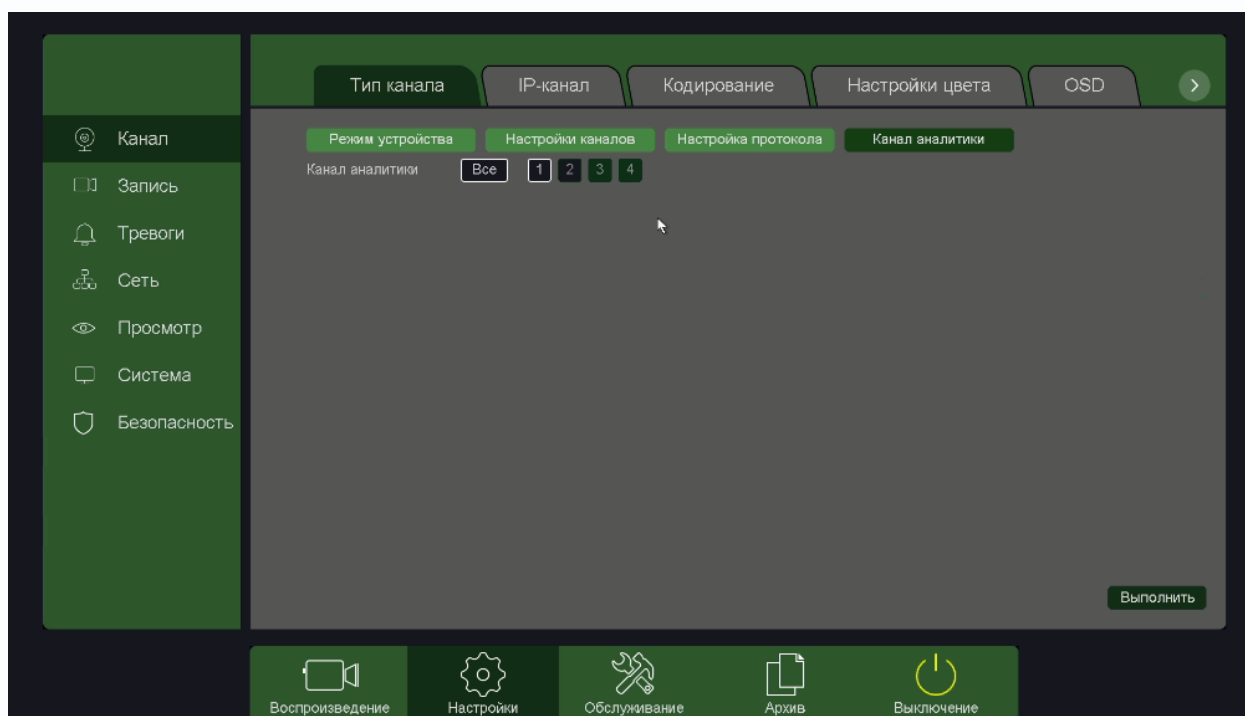 Тип канала IP-канал Кодирование Настройки цвета OSD >
Канал
Запись
Тревоги
Сеть
Просмотр
Система
Безопасность
Режим устройства Настройки каналов Настройка протокола Канал аналитики
Канал аналитики Все 1 2 3 4
Выполнить
Воспроизведение Настройки Обслуживание Архив Выключение